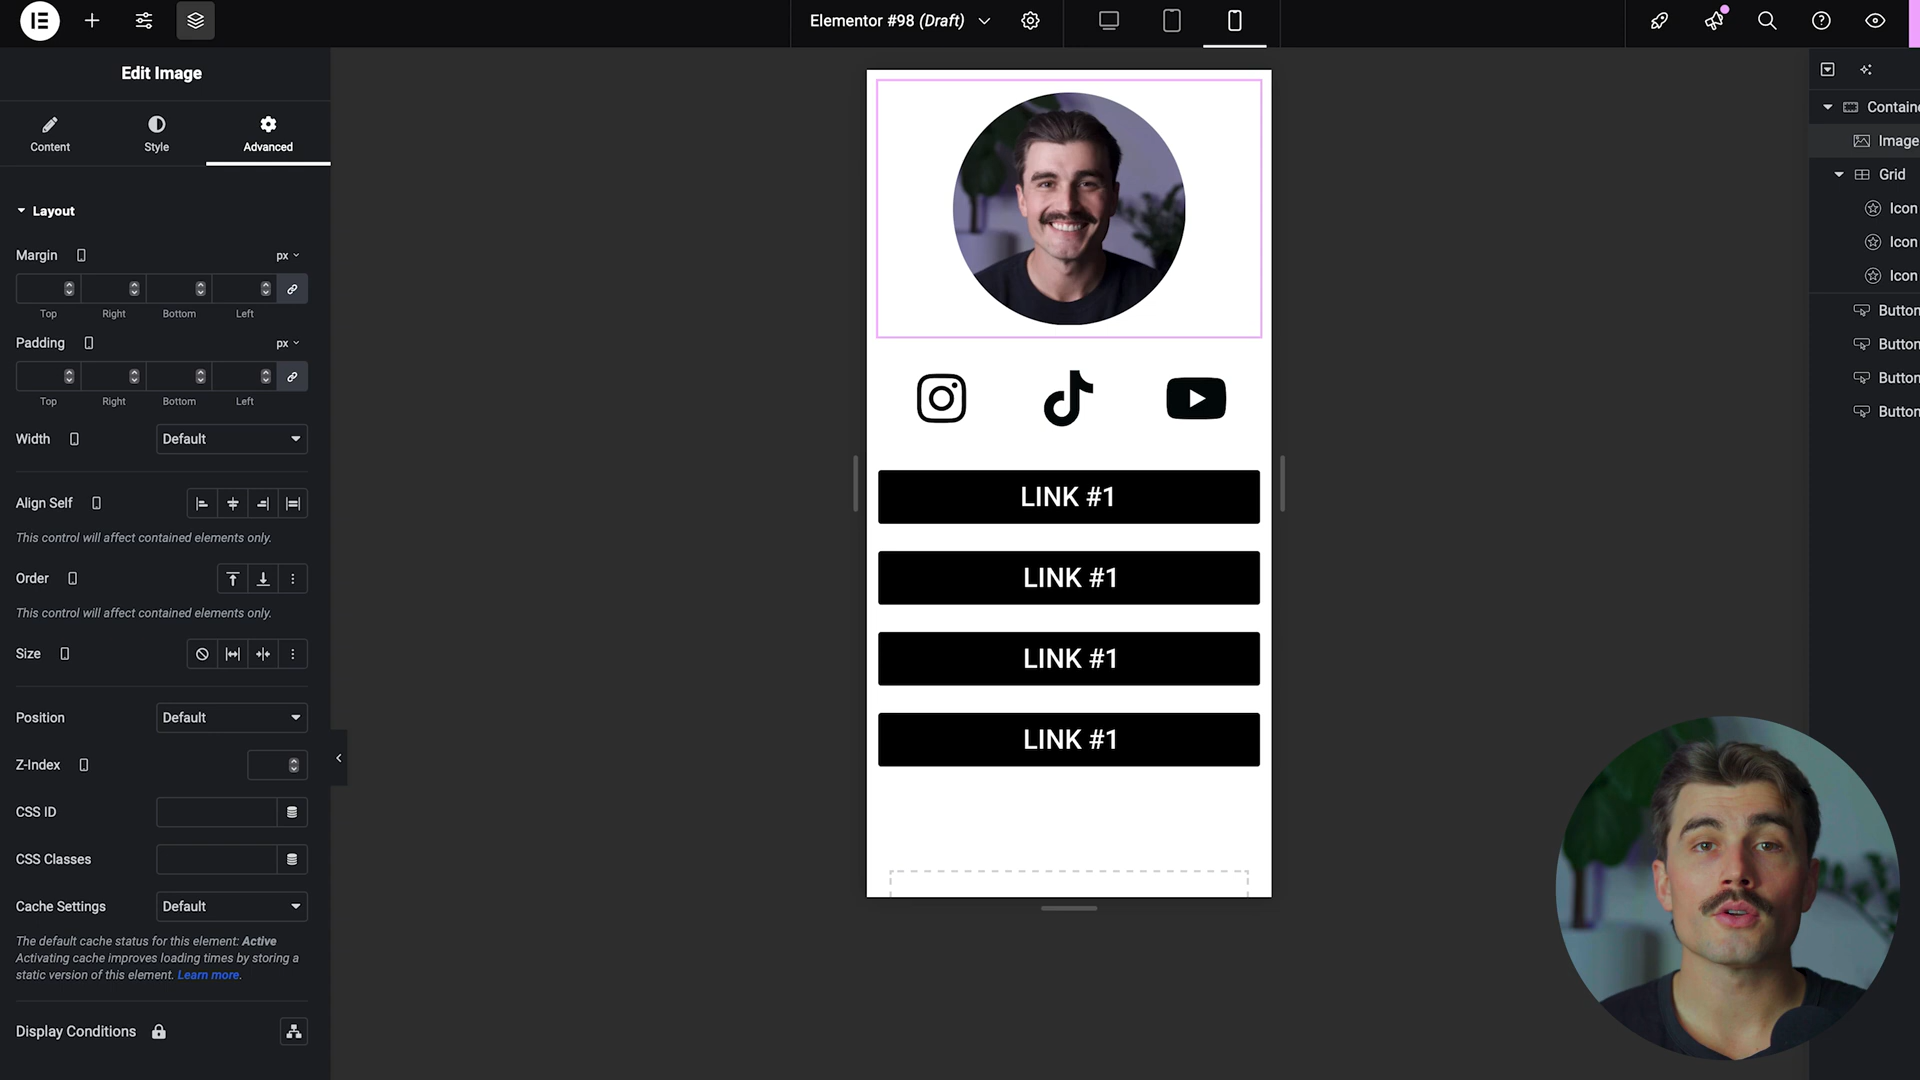 Elementor #98 (Draft)
Edit Image
Content
Style
Advanced
Layout
Margin
px
Top
Right
Bottom
Left
Padding
px
Top
Right
Bottom
Left
Width
Default
Align Self
This control will affect contained elements only.
Order
This control will affect contained elements only.
Size
Position
Default
Z-Index
CSS ID
CSS Classes
Cache Settings
Default
The default cache status for this element: Active
Activating cache improves loading times by storing a
static version of this element. Learn more.
Display Conditions
LINK #1
LINK #1
LINK #1
LINK #1
Containe
Image
Grid
Icon
Icon
Icon
Button
Button
Button
Button